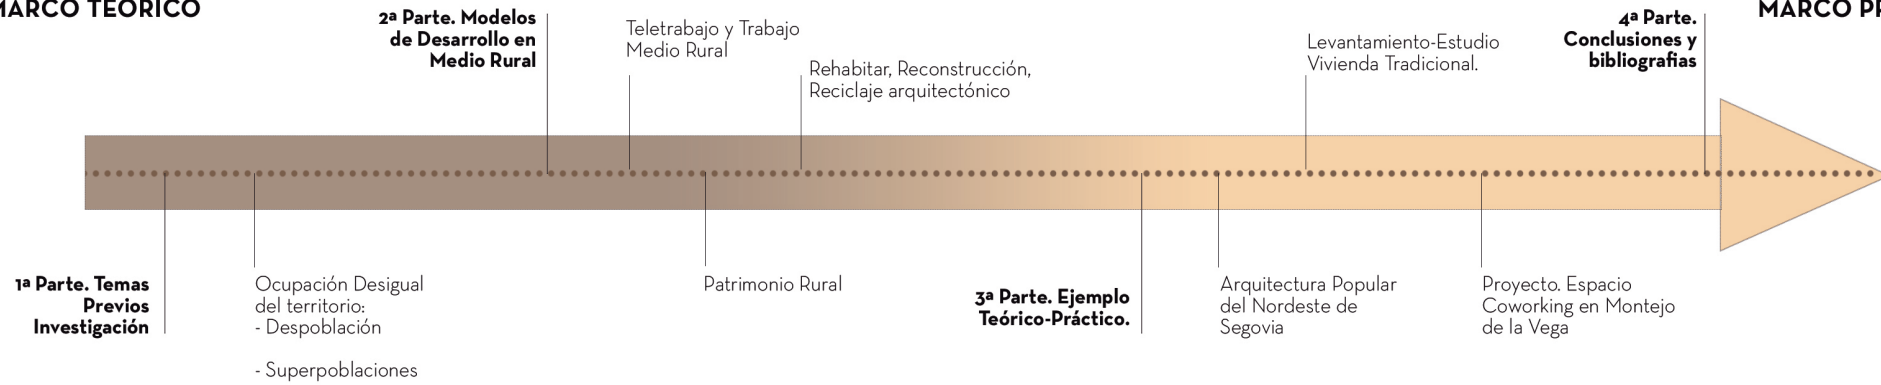 MARCO TEÓRICO
2ª Parte. Modelos
de Desarrollo en
Medio Rural
Teletrabajo y Trabajo
Medio Rural
Rehabitar, Reconstrucción,
Reciclaje arquitectónico
Levantamiento-Estudio
Vivienda Tradicional.
4ª Parte.
Conclusiones y
bibliografias
MARCO
1ª Parte. Temas
Previos
Investigación
Ocupación Desigual
del territorio:
- Despoblación
- Superpoblaciones
Patrimonio Rural
3ª Parte. Ejemplo
Teórico-Práctico.
Arquitectura Popular
del Nordeste de
Segovia
Proyecto. Espacio
Coworking en Montejo
de la Vega